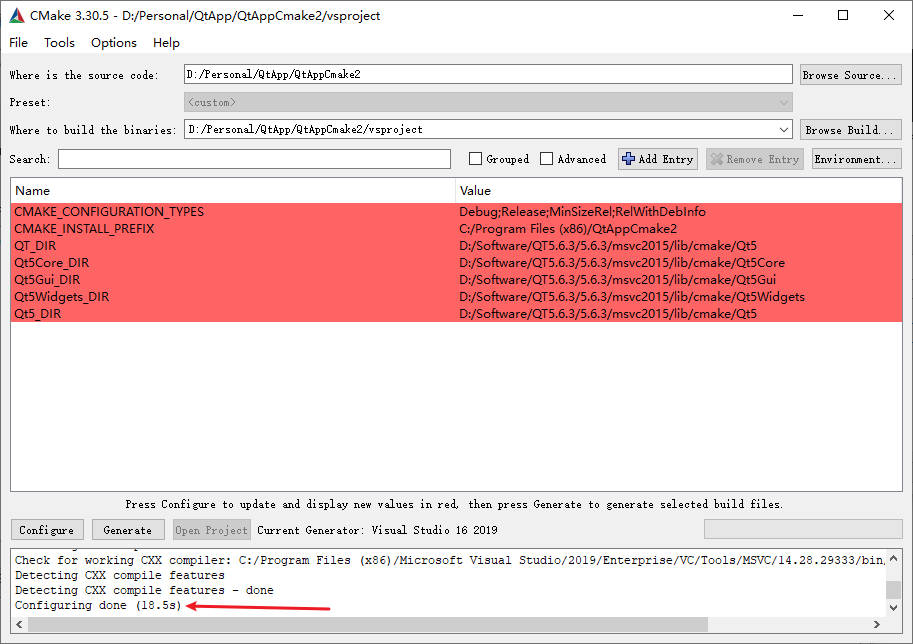 CMake 3.30.5 - D:/Personal/QtApp/QtAppCmake2/vsproject
File Tools Options Help
Where is the source code: D:/Personal/QtApp/QtAppCmake2 Browse Source...
Preset: <custom>
Where to build the binaries: D:/Personal/QtApp/QtAppCmake2/vsproject Browse Build...
Search: Grouped Advanced Add Entry Remove Entry Environment...
Name Value
CMAKE_CONFIGURATION_TYPES Debug;Release;MinSizeRel;RelWithDebInfo
CMAKE_INSTALL_PREFIX C:/Program Files (x86)/QtAppCmake2
QT_DIR D:/Software/QT5.6.3/5.6.3/msvc2015/lib/cmake/Qt5
Qt5Core_DIR D:/Software/QT5.6.3/5.6.3/msvc2015/lib/cmake/Qt5Core
Qt5Gui_DIR D:/Software/QT5.6.3/5.6.3/msvc2015/lib/cmake/Qt5Gui
Qt5Widgets_DIR D:/Software/QT5.6.3/5.6.3/msvc2015/lib/cmake/Qt5Widgets
Qt5_DIR D:/Software/QT5.6.3/5.6.3/msvc2015/lib/cmake/Qt5
Press Configure to update and display new values in red, then press Generate to generate selected build files.
Configure Generate Open Project Current Generator: Visual Studio 16 2019
Check for working CXX compiler: C:/Program Files (x86)/Microsoft Visual Studio/2019/Enterprise/VC/Tools/MSVC/14.28.29333/bin/
Detecting CXX compile features
Detecting CXX compile features - done
Configuring done (18.5s)